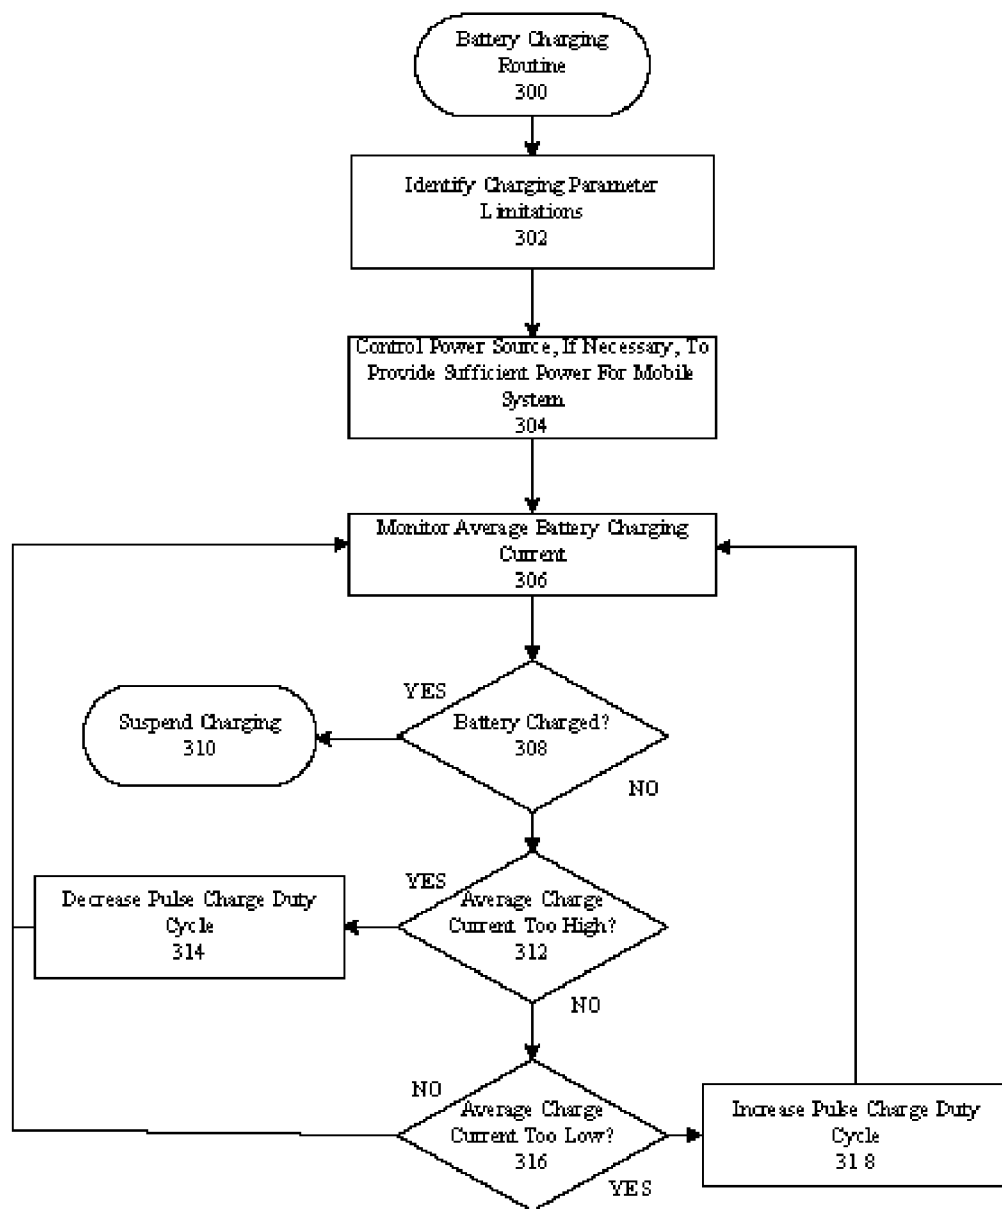 Battery Charging
Routine
300
Identify Charging Parameter
Limitations
302
Control Power Source, If Necessary, To
Provide Sufficient Power For Mobile
System
304
Monitor Average Battery Charging
Current
306
YES
Battery Charged?
308
Suspend Charging
310
NO
YES
Average Charge
Current Too High?
312
Decrease Pulse Charge Duty
Cycle
314
NO
NO
Average Charge
Current Too Low?
316
Increase Pulse Charge Duty
Cycle
318
YES